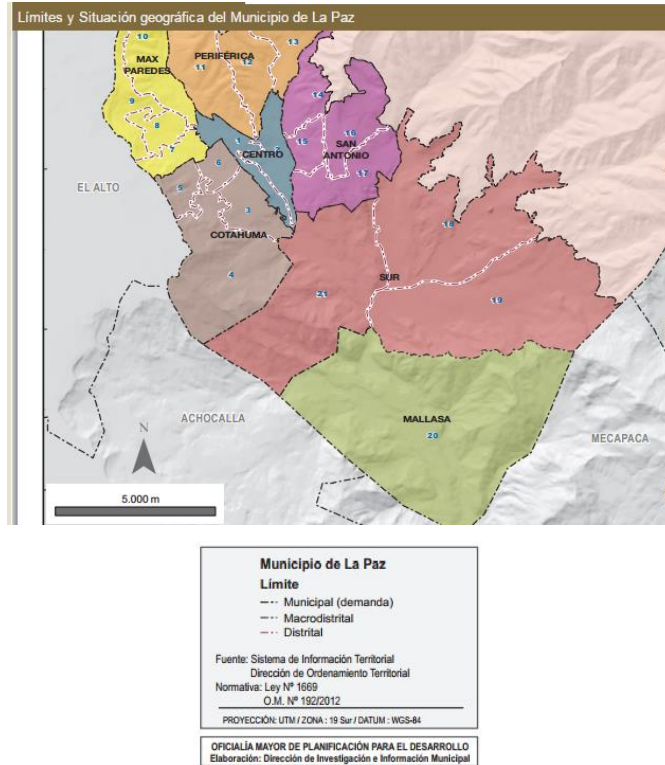 Límites y Situación geográfica del Municipio de La Paz
10
13
MAX
PAREDES
PERIFÉRICA
11
12
9
8
7
14
16
1
2
15
SAN
ANTONIO
CENTRO
6
17
EL ALTO
5
3
COTAHUMA
18
4
SUR
21
19
ACHOCALLA
MALLASA
20
MECAPACA
N
5.000 m
Municipio de La Paz
Límite
Municipal (demanda)
Macrodistrital
Distrital
Fuente: Sistema de Información Territorial
Dirección de Ordenamiento Territorial
Normativa: Ley Nº 1669
O.M. Nº 192/2012
PROYECCIÓN: UTM / ZONA : 19 Sur / DATUM : WGS-84
OFICIALÍA MAYOR DE PLANIFICACIÓN PARA EL DESARROLLO
Elaboración: Dirección de Investigación e Información Municipal